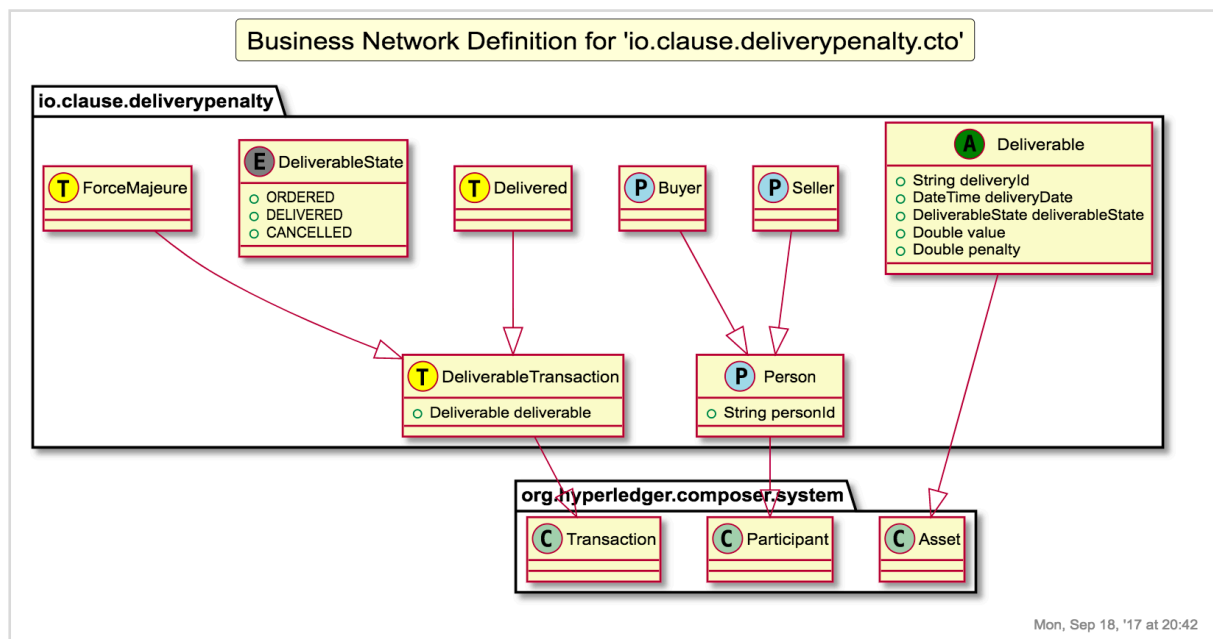 Business Network Definition for 'io.clause.deliverypenalty.cto'
io.clause.deliverypenalty
T ForceMajeure
E DeliverableState
ORDERED
DELIVERED
CANCELLED
T Delivered
P Buyer
P Seller
A Deliverable
String deliveryId
DateTime deliveryDate
DeliverableState deliverableState
Double value
Double penalty
T DeliverableTransaction
Deliverable deliverable
P Person
String personId
org.hyperledger.composer.system
C Transaction
C Participant
C Asset
Mon, Sep 18, '17 at 20:42